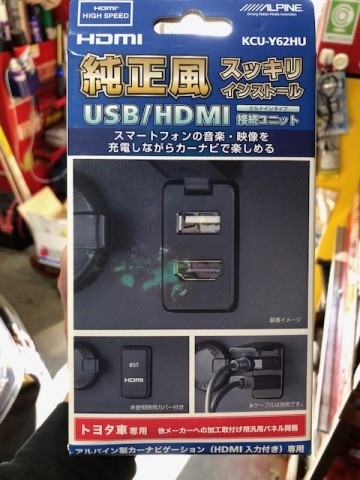 HDMI
HIGH SPEED
ALPINE
Driving Mobile Media Innovation
HDMI
KCU-Y62HU
純正風 スッキリ
インストール
USB/HDMI ビルトインタイプ
接続ユニット
スマートフォンの音楽・映像を
充電しながらカーナビで楽しめる
装着イメージ
USB
HDMI
未使用時用カバー付き
※ケーブルは別売です。
トヨタ車専用 他メーカーへの加工取付け用汎用パネル同梱
アルパイン製カーナビゲーション（HDMI入力付き）専用